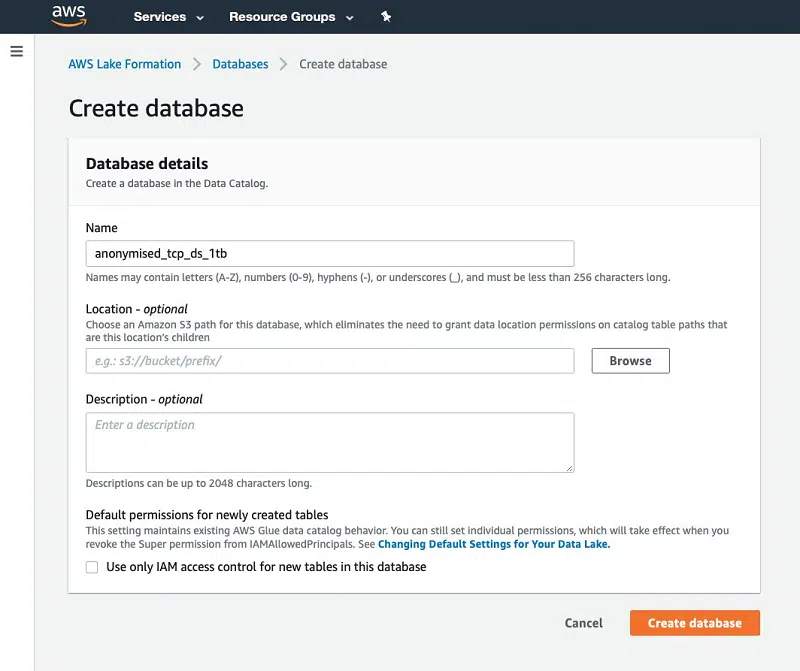 aws Services Resource Groups
AWS Lake Formation Databases Create database
Create database
Database details
Create a database in the Data Catalog.
Name
anonymised_tcp_ds_1tb
Names may contain letters (A-Z), numbers (0-9), hyphens (-), or underscores (_), and must be less than 256 characters long.
Location - optional
Choose an Amazon S3 path for this database, which eliminates the need to grant data location permissions on catalog table paths that
are this location's children
e.g.: s3://bucket/prefix/ Browse
Description - optional
Enter a description
Descriptions can be up to 2048 characters long.
Default permissions for newly created tables
This setting maintains existing AWS Glue data catalog behavior. You can still set individual permissions, which will take effect when you
revoke the Super permission from IAMAllowedPrincipals. See Changing Default Settings for Your Data Lake.
Use only IAM access control for new tables in this database
Cancel Create database